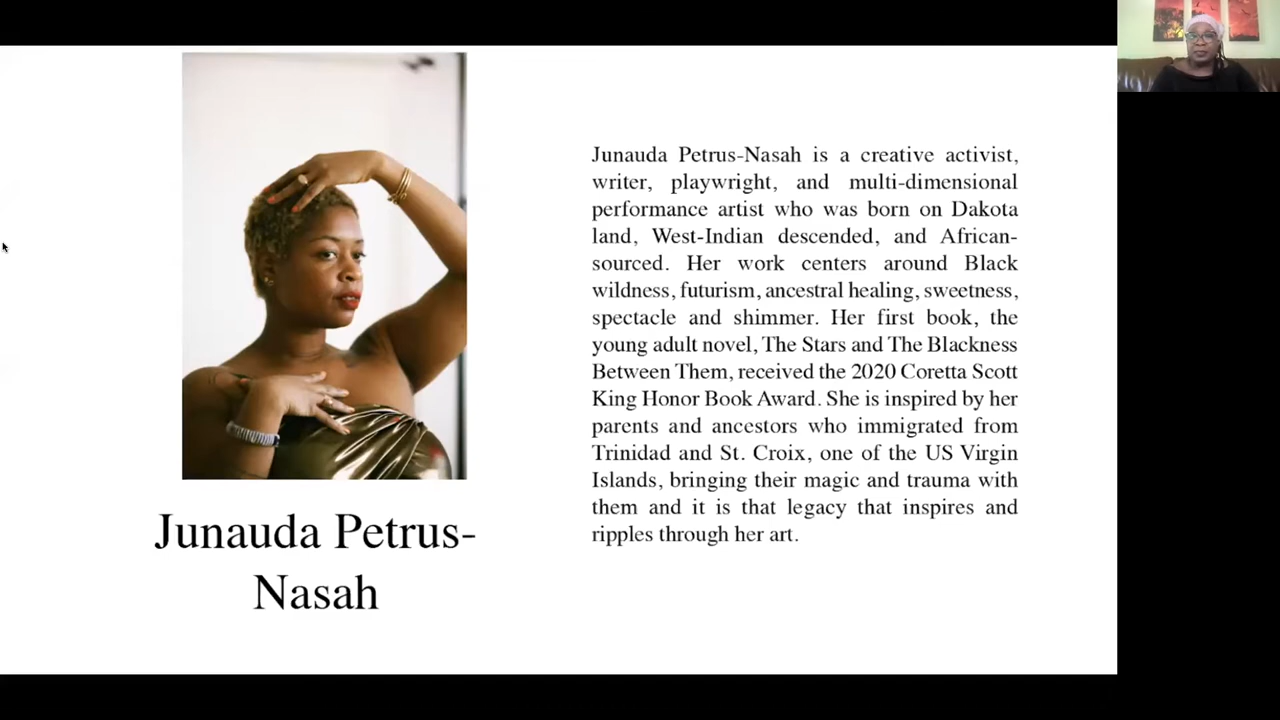 Junauda Petrus-Nasah is a creative activist,
writer, playwright, and multi-dimensional
performance artist who was born on Dakota
land, West-Indian descended, and African-
sourced. Her work centers around Black
wildness, futurism, ancestral healing, sweetness,
spectacle and shimmer. Her first book, the
young adult novel, The Stars and The Blackness
Between Them, received the 2020 Coretta Scott
King Honor Book Award. She is inspired by her
parents and ancestors who immigrated from
Trinidad and St. Croix, one of the US Virgin
Islands, bringing their magic and trauma with
them and it is that legacy that inspires and
ripples through her art.
Junauda Petrus-
Nasah